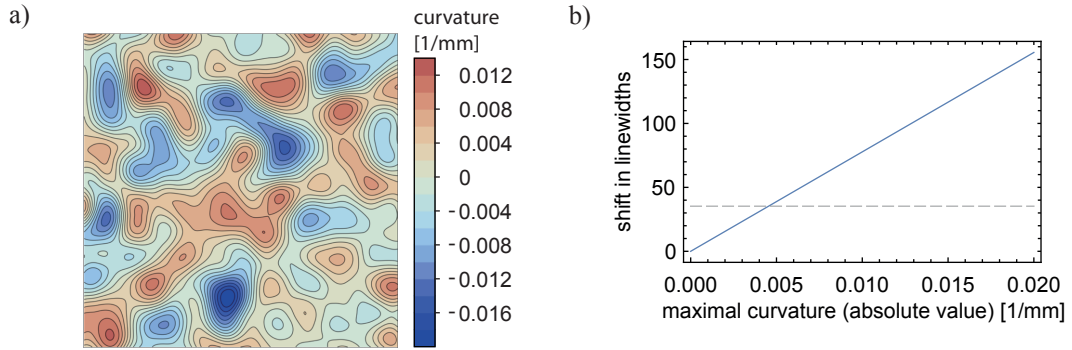 a)
curvature
[1/mm]
0.012
0.008
0.004
0
-0.004
-0.008
-0.012
-0.016
b)
150
100
50
0
shift in linewidths
0.000 0.005 0.010 0.015 0.020
maximal curvature (absolute value) [1/mm]